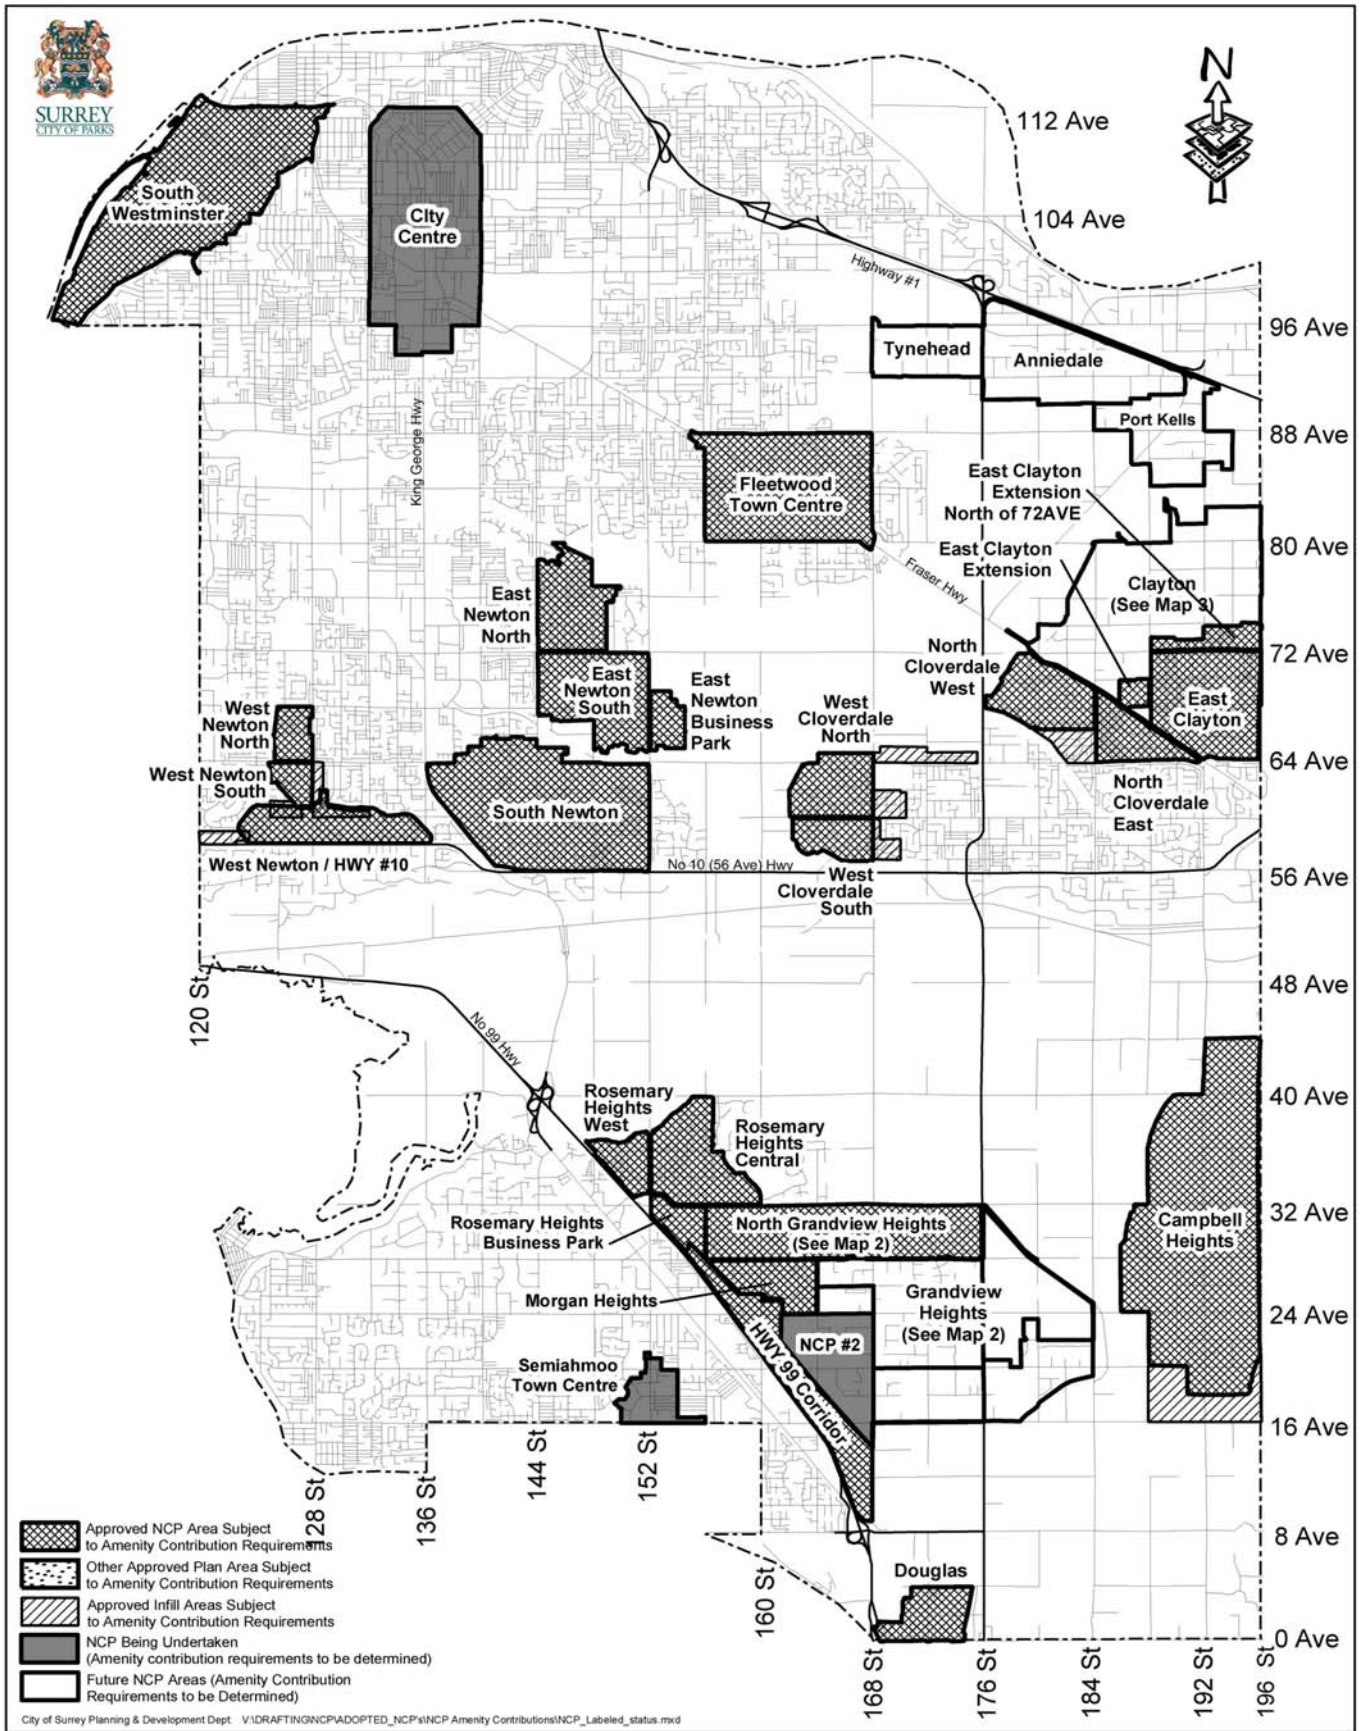 SURREY
CITY OF PARKS
N
112 Ave
104 Ave
South
Westminster
CIty
Centre
Highway #1
96 Ave
Tynehead
Anniedale
King George Hwy
Port Kells
88 Ave
Fleetwood
Town Centre
East Clayton
Extension
North of 72AVE
80 Ave
East Clayton
Extension
Fraser Hwy
Clayton
(See Map 3)
East
Newton
North
72 Ave
North
Cloverdale
West
East
Newton
South
East
Newton
Business
Park
East
Clayton
West
Newton
North
West
Cloverdale
North
64 Ave
West Newton
South
South Newton
North
Cloverdale
East
West Newton / HWY #10
No 10 (56 Ave) Hwy
West
Cloverdale
South
56 Ave
48 Ave
120 St
No 99 Hwy
40 Ave
Rosemary
Heights
West
Rosemary
Heights
Central
32 Ave
Rosemary Heights
Business Park
North Grandview Heights
(See Map 2)
Campbell
Heights
Morgan Heights
Grandview
Heights
(See Map 2)
24 Ave
NCP #2
HWY 99 Corridor
Semiahmoo
Town Centre
16 Ave
128 St
136 St
144 St
152 St
8 Ave
Douglas
160 St
0 Ave
168 St
176 St
184 St
192 St
196 St
Approved NCP Area Subject
to Amenity Contribution Requirements
Other Approved Plan Area Subject
to Amenity Contribution Requirements
Approved Infill Areas Subject
to Amenity Contribution Requirements
NCP Being Undertaken
(Amenity contribution requirements to be determined)
Future NCP Areas (Amenity Contribution
Requirements to be Determined)
City of Surrey Planning & Development Dept. V:\DRAFTING\NCP\ADOPTED_NCP's\NCP Amenity Contributions\NCP_Labeled_status.mxd